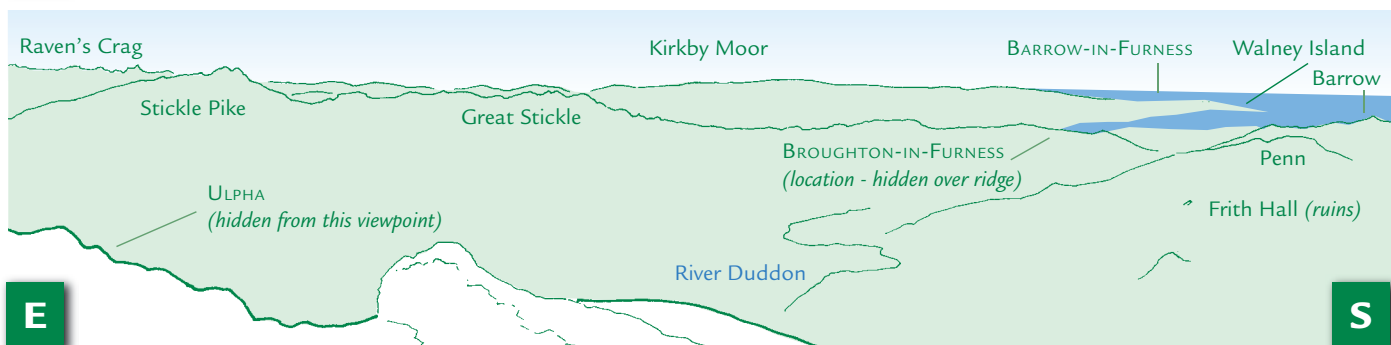 Raven's Crag
Kirkby Moor
BARROW-IN-FURNESS
Walney Island
Barrow
Stickle Pike
Great Stickle
BROUGHTON-IN-FURNESS
(location - hidden over ridge)
Penn
ULPHA
(hidden from this viewpoint)
Frith Hall (ruins)
River Duddon
E
S